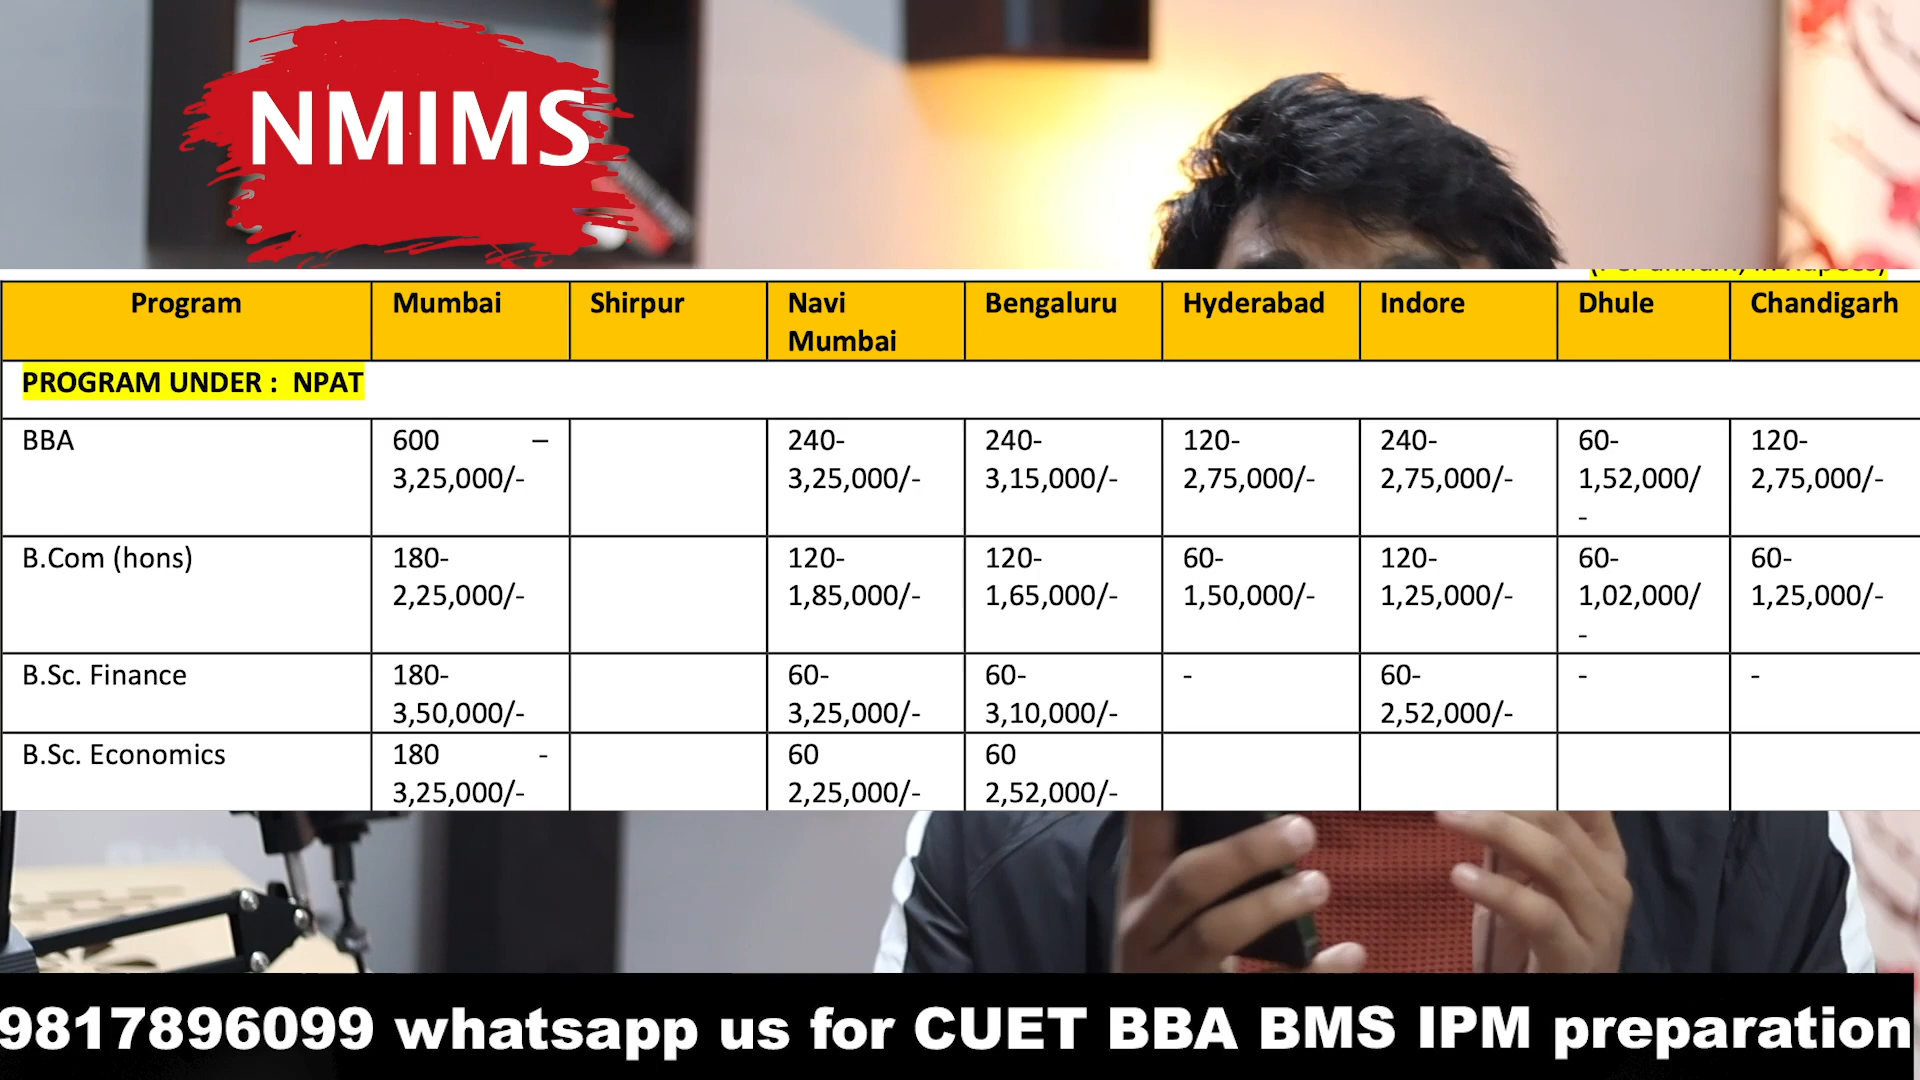 NMIMS
Program Mumbai Shirpur Navi Mumbai Bengaluru Hyderabad Indore Dhule Chandigarh
PROGRAM UNDER : NPAT
BBA 600 – 3,25,000/- 240- 3,25,000/- 240- 3,15,000/- 120- 2,75,000/- 240- 2,75,000/- 60- 1,52,000/- 120- 2,75,000/-
B.Com (hons) 180- 2,25,000/- 120- 1,85,000/- 120- 1,65,000/- 60- 1,50,000/- 120- 1,25,000/- 60- 1,02,000/- 60- 1,25,000/-
B.Sc. Finance 180- 3,50,000/- 60- 3,25,000/- 60- 3,10,000/- - 60- 2,52,000/- - -
B.Sc. Economics 180 - 3,25,000/- 60 2,25,000/- 60 2,52,000/-
9817896099 whatsapp us for CUET BBA BMS IPM preparation